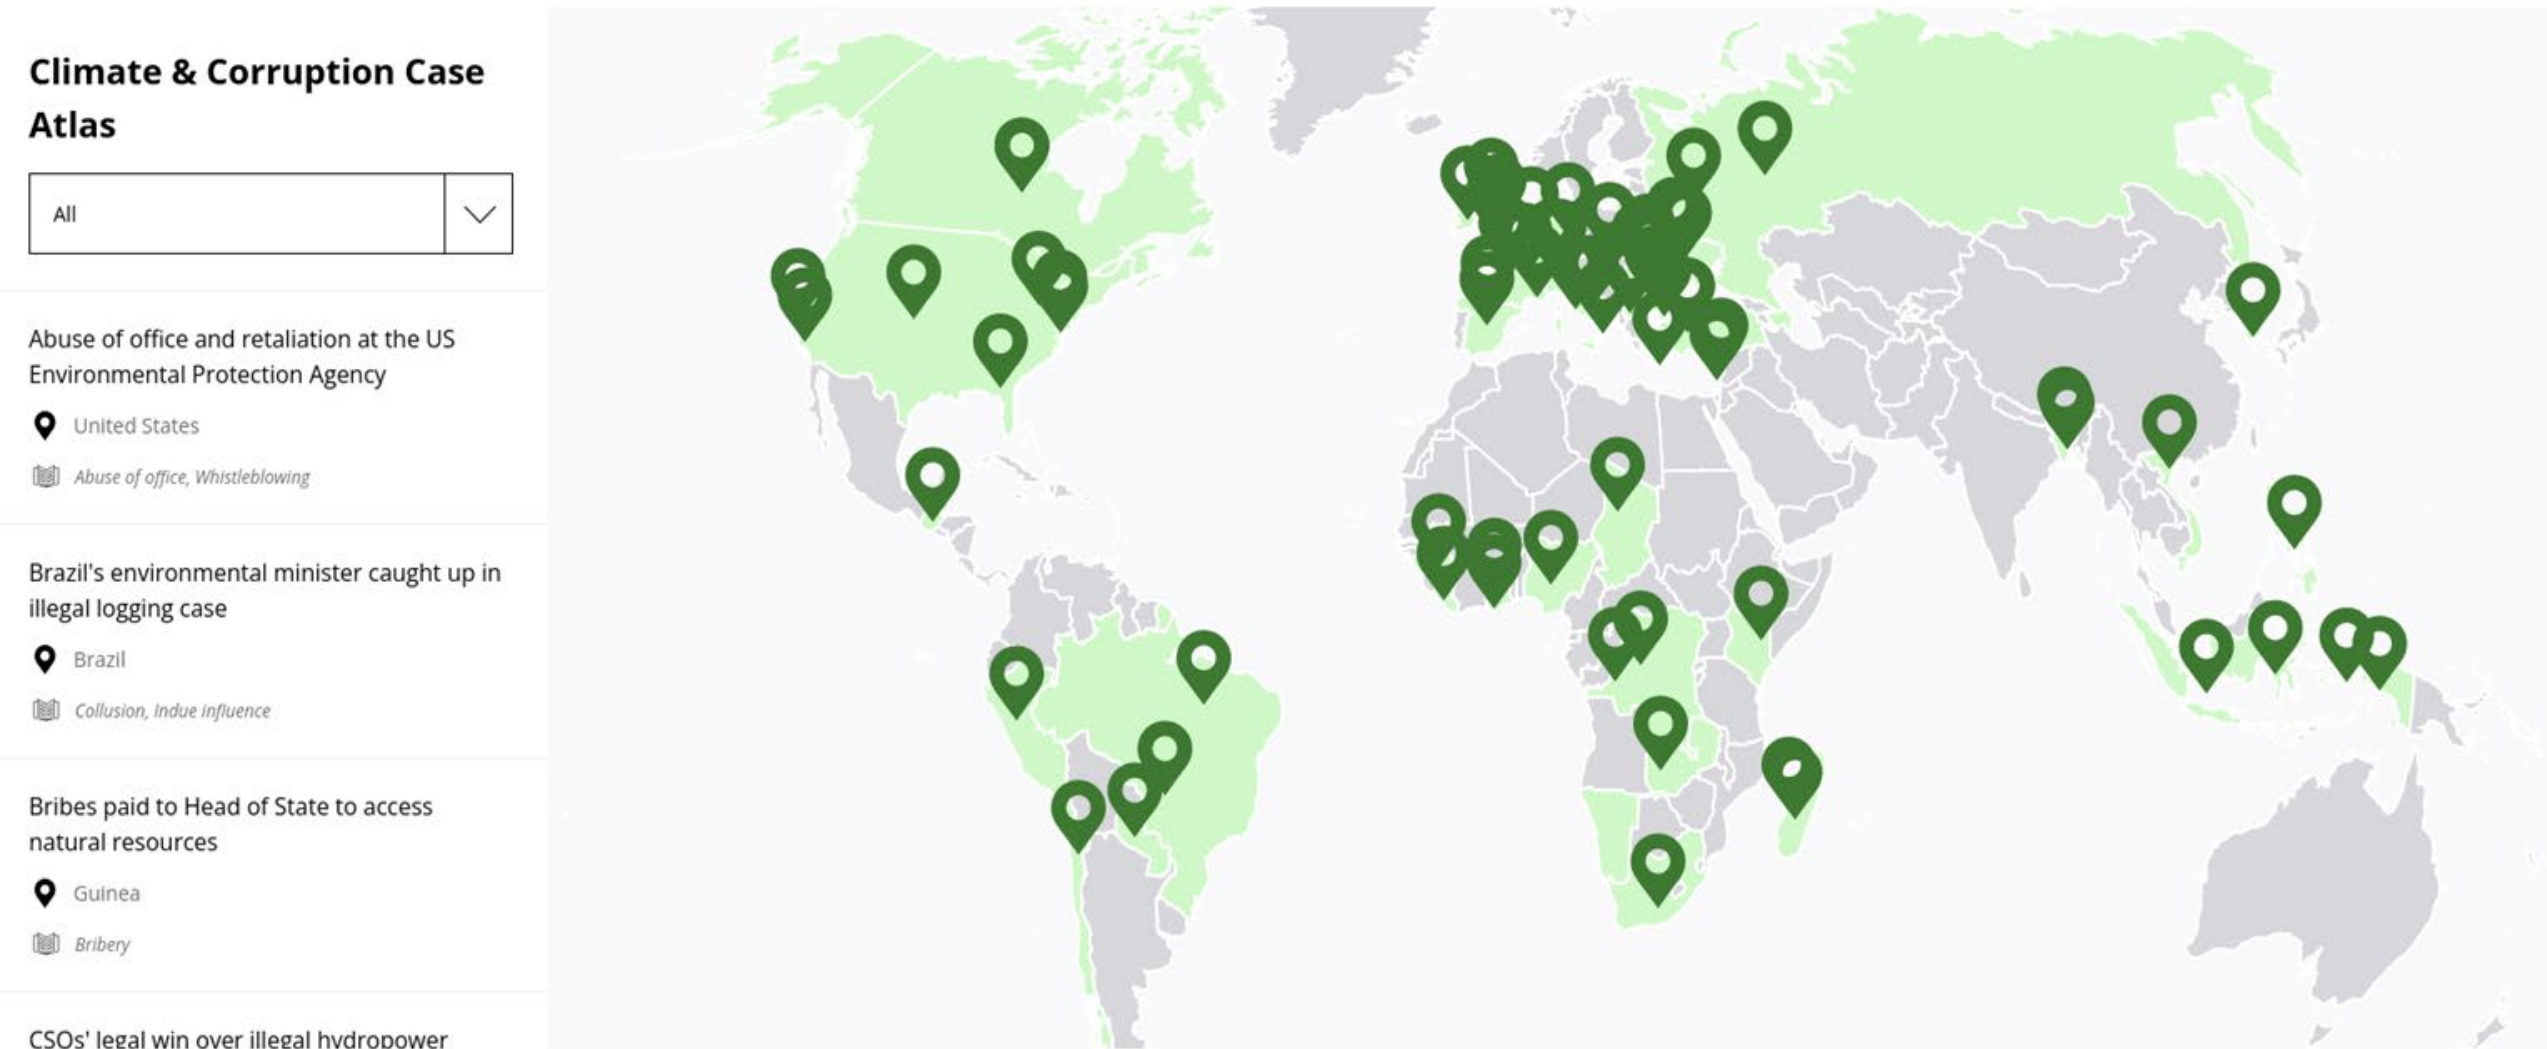 Climate & Corruption Case
Atlas
All
Abuse of office and retaliation at the US
Environmental Protection Agency
United States
Abuse of office, Whistleblowing
Brazil's environmental minister caught up in
illegal logging case
Brazil
Collusion, Indue influence
Bribes paid to Head of State to access
natural resources
Guinea
Bribery
CSOs' legal win over illegal hydropower